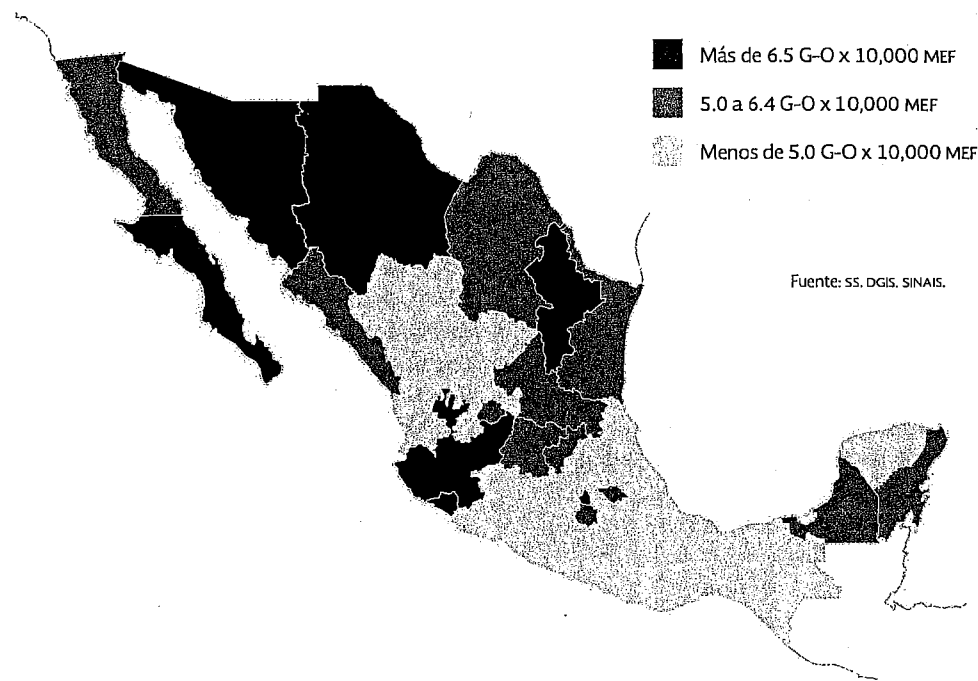 Más de 6.5 G-O x 10,000 MEF
5.0 a 6.4 G-O x 10,000 MEF
Menos de 5.0 G-O x 10,000 MEF
Fuente: SS. DGIS. SINAIS.